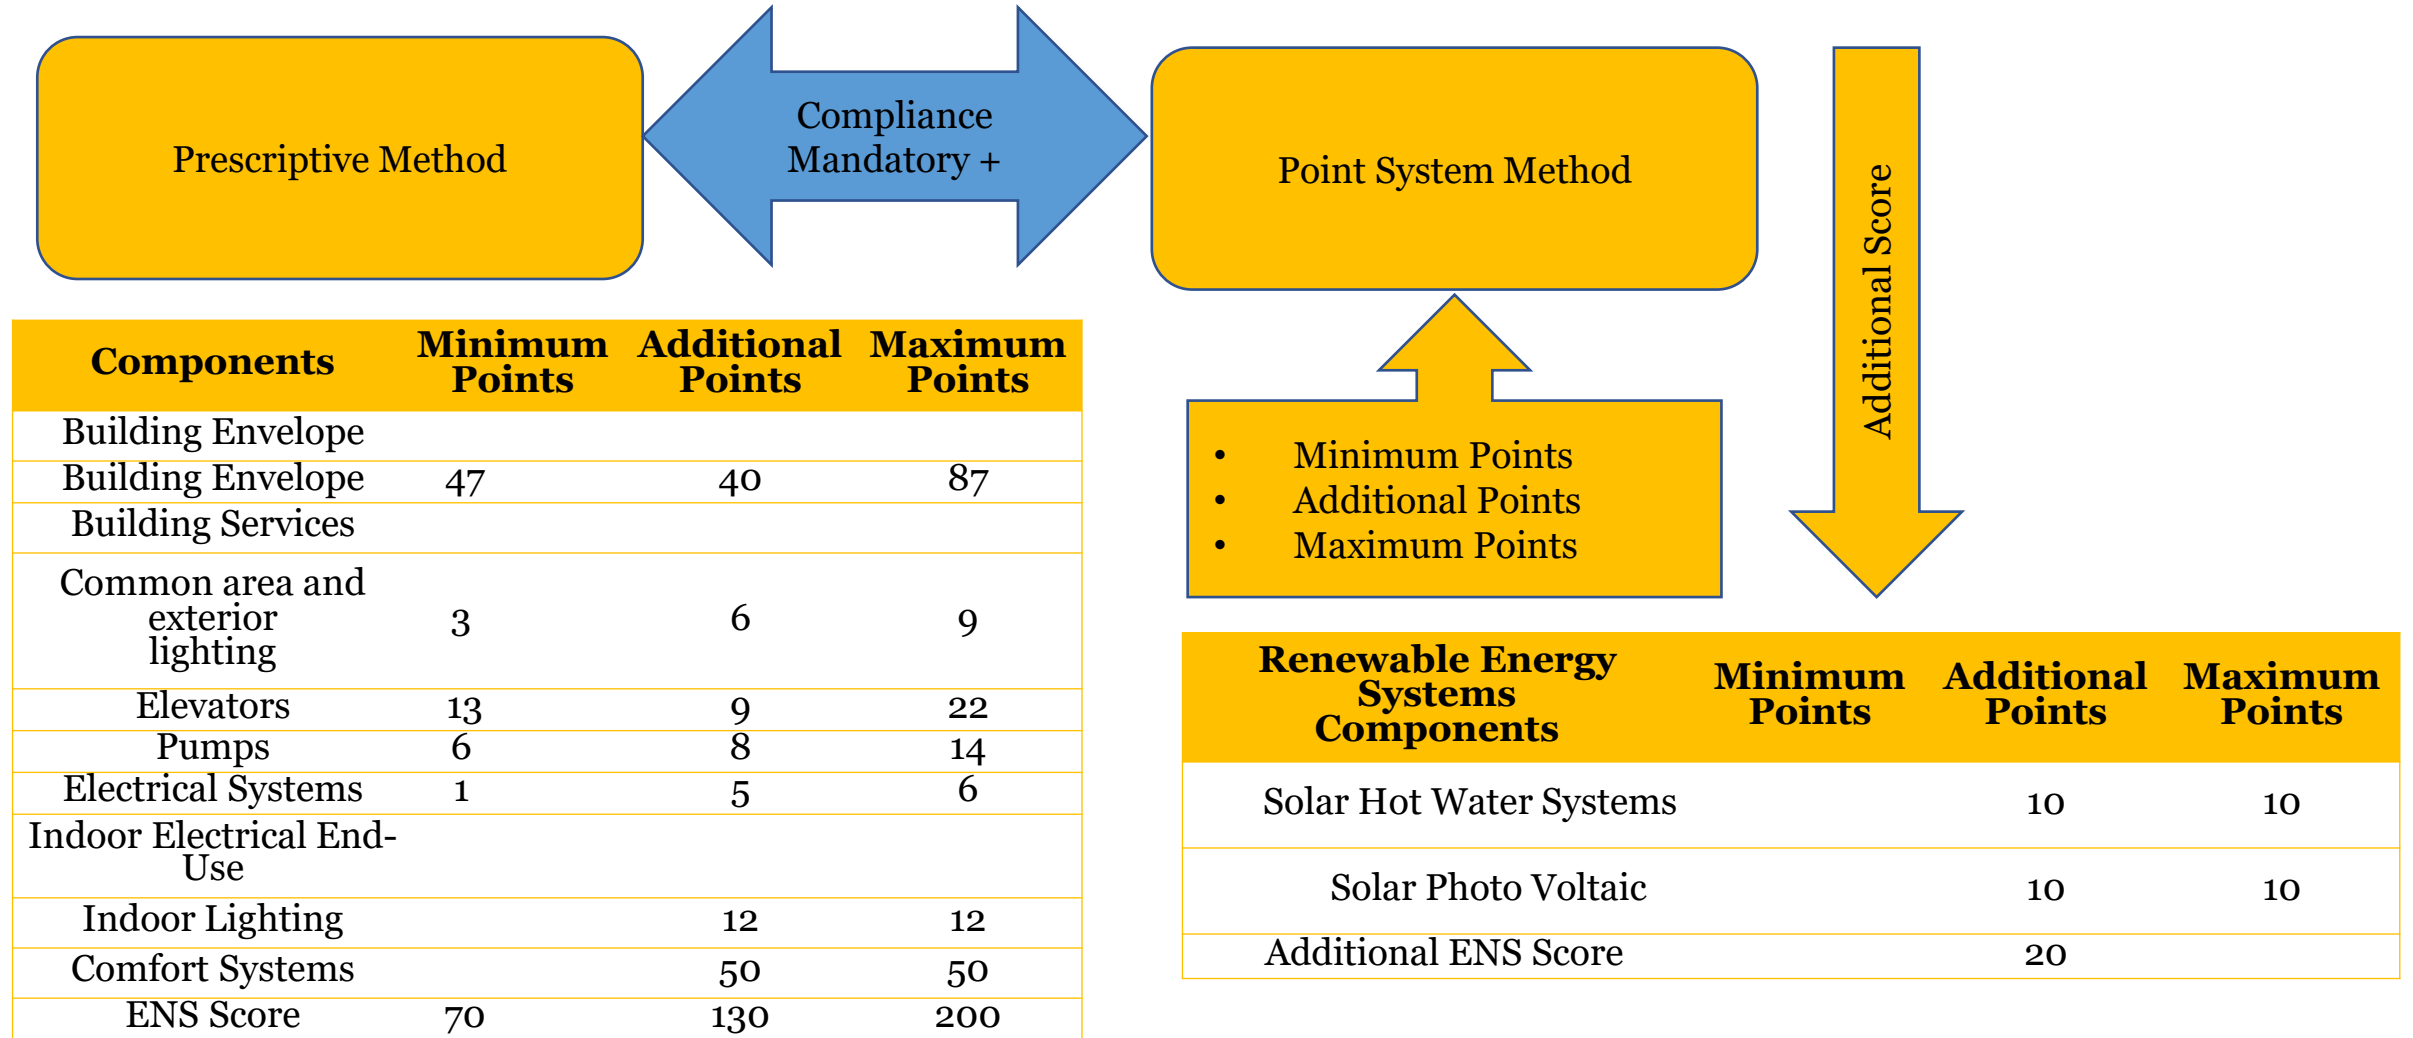 Prescriptive Method
Compliance
Mandatory +
Point System Method
Additional Score
• Minimum Points
• Additional Points
• Maximum Points
Components Minimum Points Additional Points Maximum Points
Building Envelope
Building Envelope 47 40 87
Building Services
Common area and
exterior
lighting 3 6 9
Elevators 13 9 22
Pumps 6 8 14
Electrical Systems 1 5 6
Indoor Electrical End-
Use
Indoor Lighting 12 12
Comfort Systems 50 50
ENS Score 70 130 200
Renewable Energy
Systems
Components Minimum Points Additional Points Maximum Points
Solar Hot Water Systems 10 10
Solar Photo Voltaic 10 10
Additional ENS Score 20